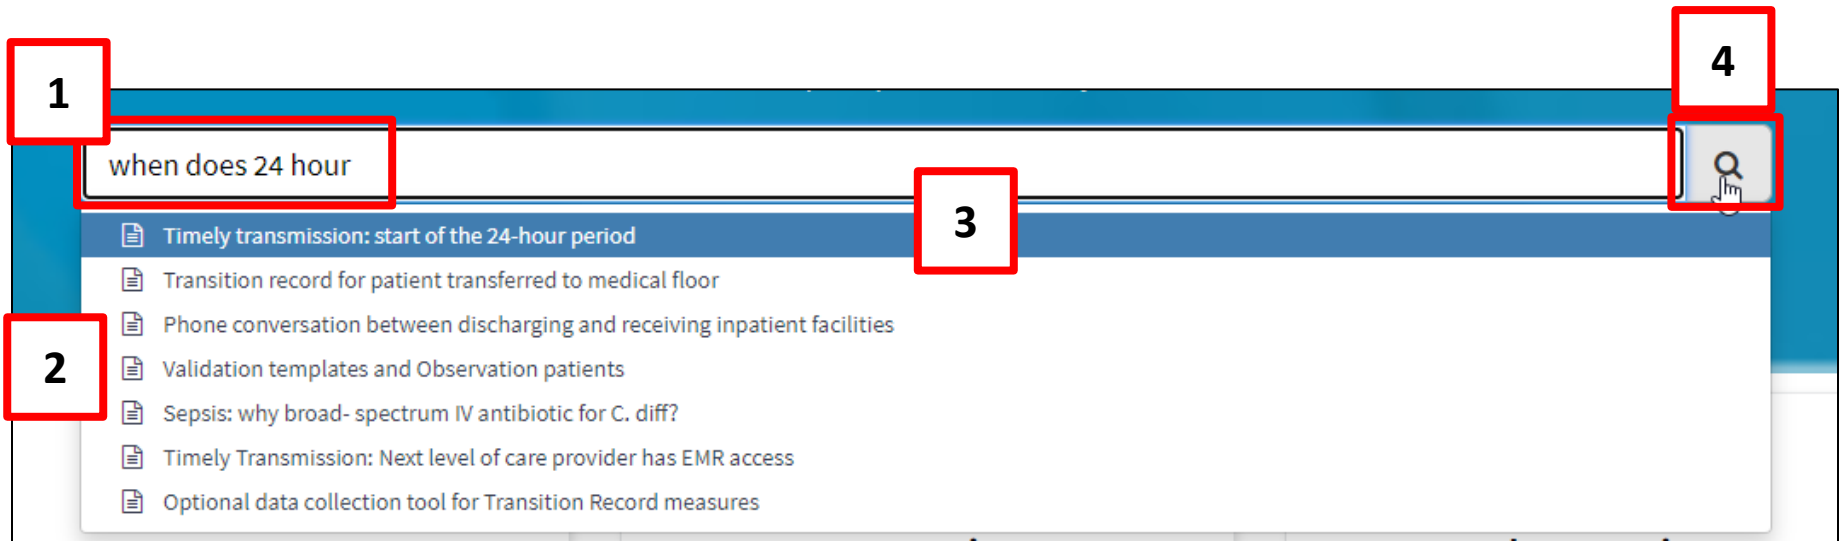 1
4
when does 24 hour
3
Timely transmission: start of the 24-hour period
Transition record for patient transferred to medical floor
Phone conversation between discharging and receiving inpatient facilities
2
Validation templates and Observation patients
Sepsis: why broad- spectrum IV antibiotic for C. diff?
Timely Transmission: Next level of care provider has EMR access
Optional data collection tool for Transition Record measures